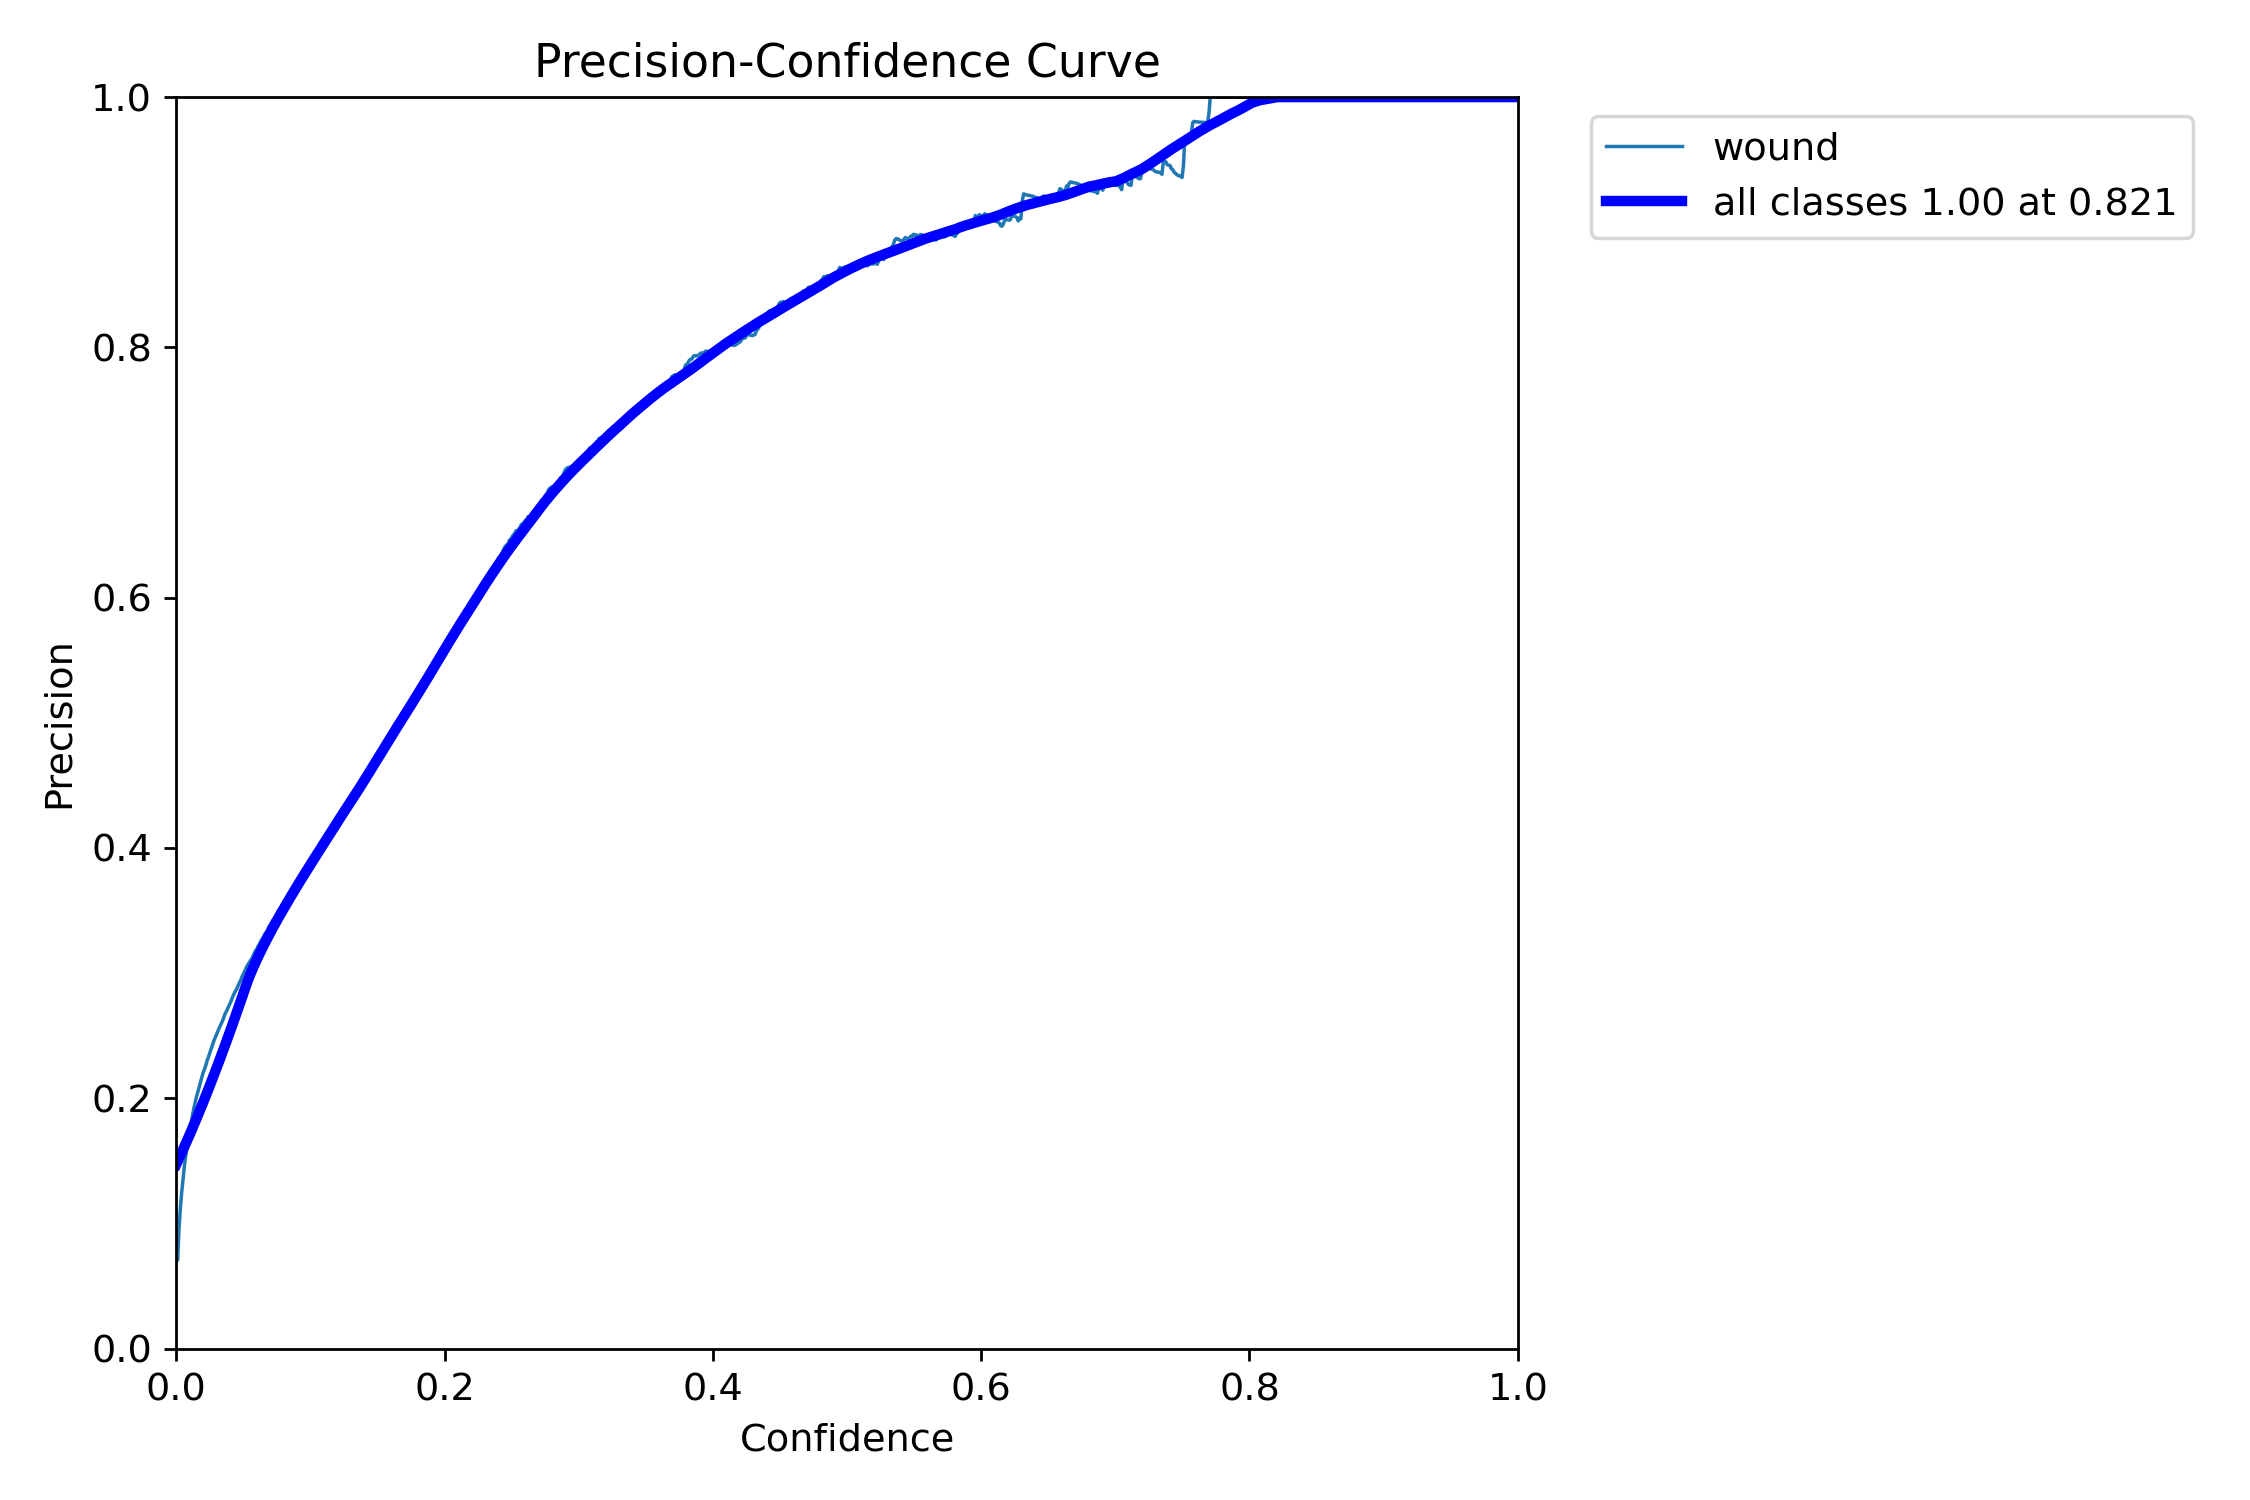 Precision-Confidence Curve
1.0
0.8
0.6
0.4
0.2
0.0
Precision
0.0 0.2 0.4 0.6 0.8 1.0
Confidence
wound
all classes 1.00 at 0.821